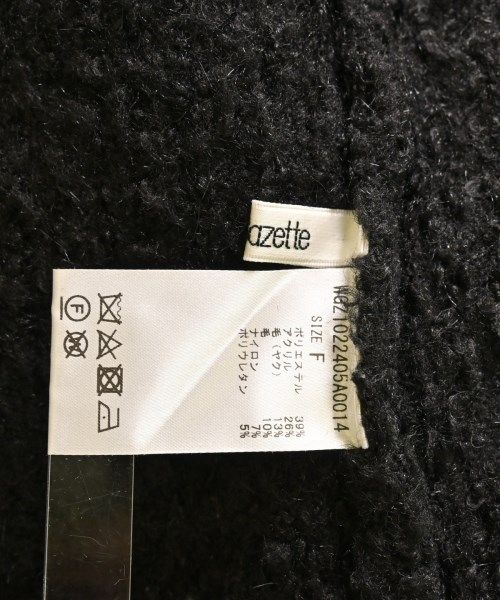 azette
HGZ1022405A0014
SIZE F
ポリエステル 39%
アクリル 26%
毛(ヤク) 13%
毛 10%
ナイロン 7%
ポリウレタン 5%
F